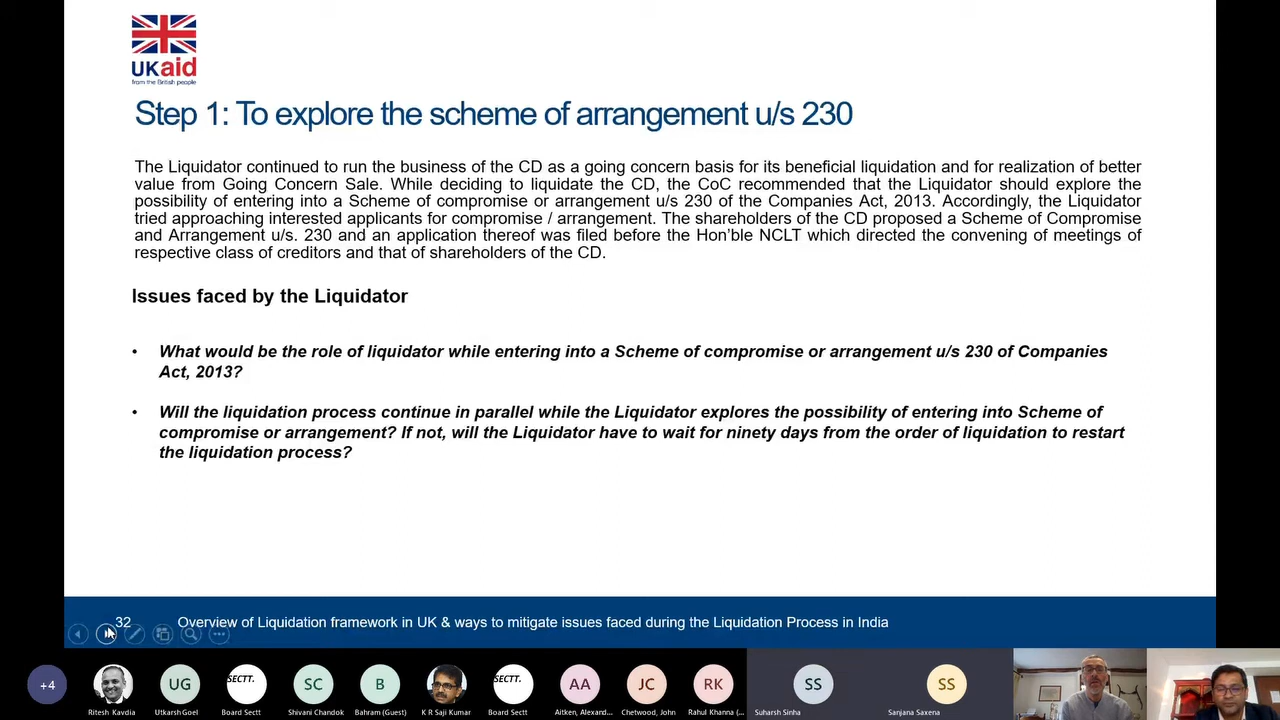 UKaid
from the British people
Step 1: To explore the scheme of arrangement u/s 230
The Liquidator continued to run the business of the CD as a going concern basis for its beneficial liquidation and for realization of better
value from Going Concern Sale. While deciding to liquidate the CD, the CoC recommended that the Liquidator should explore the
possibility of entering into a Scheme of compromise or arrangement u/s 230 of the Companies Act, 2013. Accordingly, the Liquidator
tried approaching interested applicants for compromise / arrangement. The shareholders of the CD proposed a Scheme of Compromise
and Arrangement u/s. 230 and an application thereof was filed before the Hon’ble NCLT which directed the convening of meetings of
respective class of creditors and that of shareholders of the CD.
Issues faced by the Liquidator
• What would be the role of liquidator while entering into a Scheme of compromise or arrangement u/s 230 of Companies
Act, 2013?
• Will the liquidation process continue in parallel while the Liquidator explores the possibility of entering into Scheme of
compromise or arrangement? If not, will the Liquidator have to wait for ninety days from the order of liquidation to restart
the liquidation process?
32 Overview of Liquidation framework in UK & ways to mitigate issues faced during the Liquidation Process in India
+4 UG SECTT. SC B SECTT. AA JC RK SS SS
Ritesh Kavdia Utkarsh Goel Board Sectt Shivani Chandok Bahram (Guest) K R Saji Kumar Board Sectt Aitken, Alexand... Chetwood, John Rahul Khanna (... Suharsh Sinha Sanjana Saxena